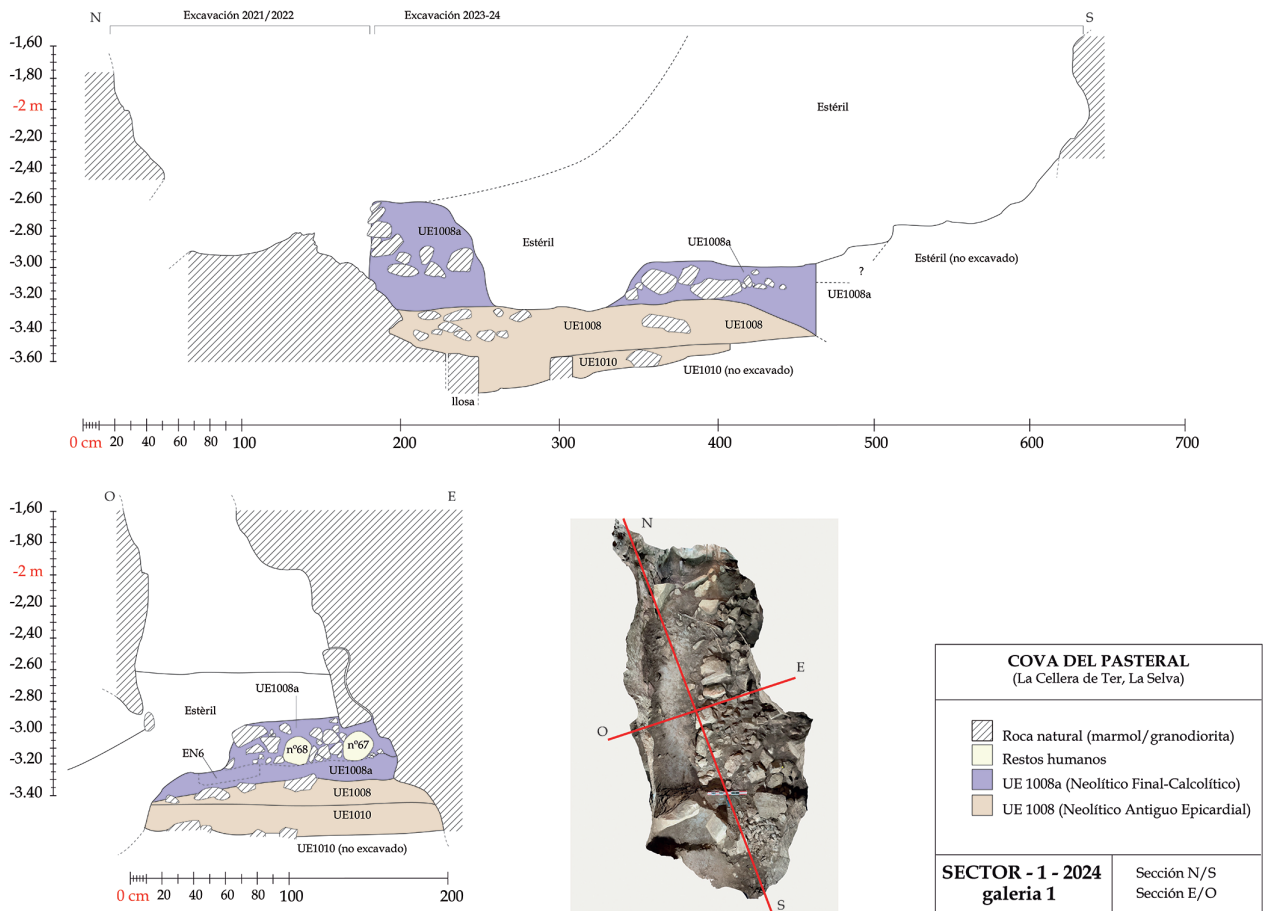 N
Excavación 2021/2022
Excavación 2023-24
S
-1,60
-1,80
-2 m
-2,20
-2,40
-2.60
-2.80
-3.00
-3.20
-3.40
-3.60
Estéril
UE1008a
Estéril
UE1008a
Estéril (no excavado)
?
UE1008a
UE1008
UE1008
UE1010
UE1010 (no excavado)
llosa
0 cm 20 40 60 80 100 200 300 400 500 600 700
O
E
-1,60
-1,80
-2 m
-2,20
-2,40
-2.60
-2.80
-3.00
-3.20
-3.40
UE1008a
Estèril
EN6
nº68
nº67
UE1008a
UE1008
UE1010
UE1010 (no excavado)
0 cm 20 40 60 80 100 200
N
E
O
S
COVA DEL PASTERAL
(La Cellera de Ter, La Selva)
Roca natural (marmol/granodiorita)
Restos humanos
UE 1008a (Neolítico Final-Calcolítico)
UE 1008 (Neolítico Antiguo Epicardial)
SECTOR - 1 - 2024
galeria 1
Sección N/S
Sección E/O